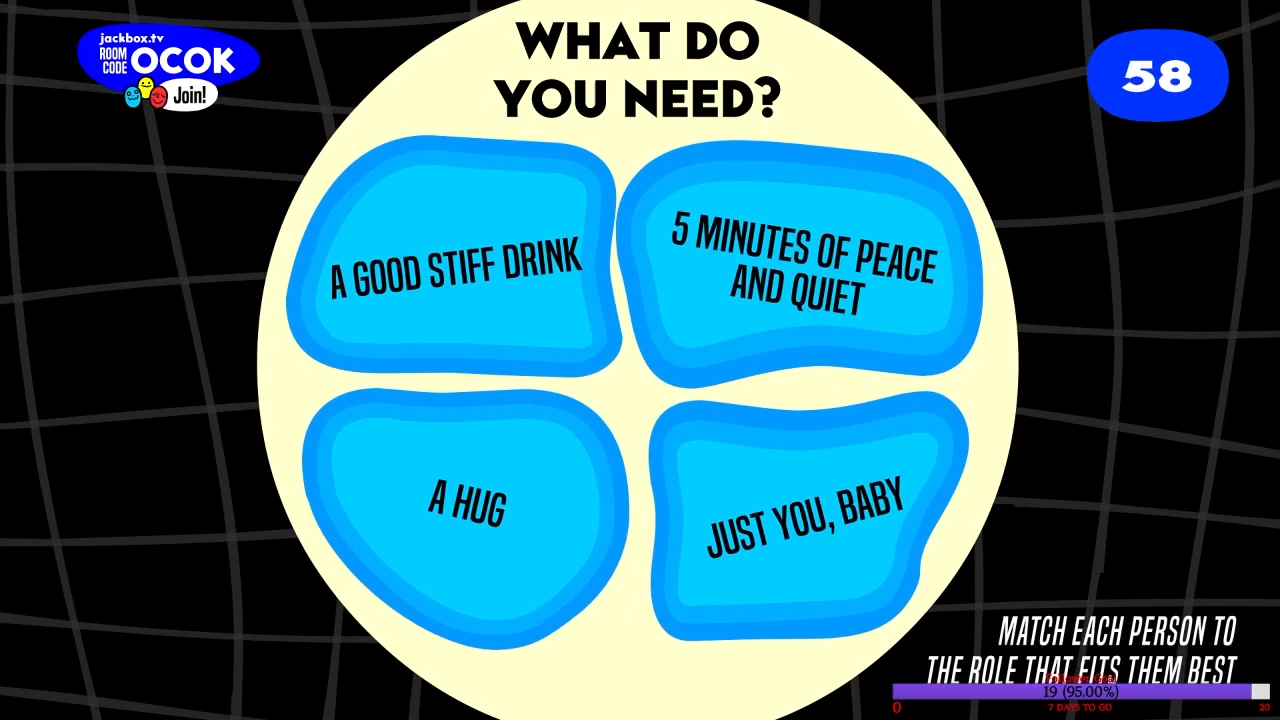 jackbox.tv
ROOM CODE OCOK
Join!
WHAT DO
YOU NEED?
58
A GOOD STIFF DRINK
5 MINUTES OF PEACE
AND QUIET
A HUG
JUST YOU, BABY
MATCH EACH PERSON TO
THE ROLE THAT FITS THEM BEST
Follower Goal
19 (95.00%)
0
7 DAYS TO GO
20